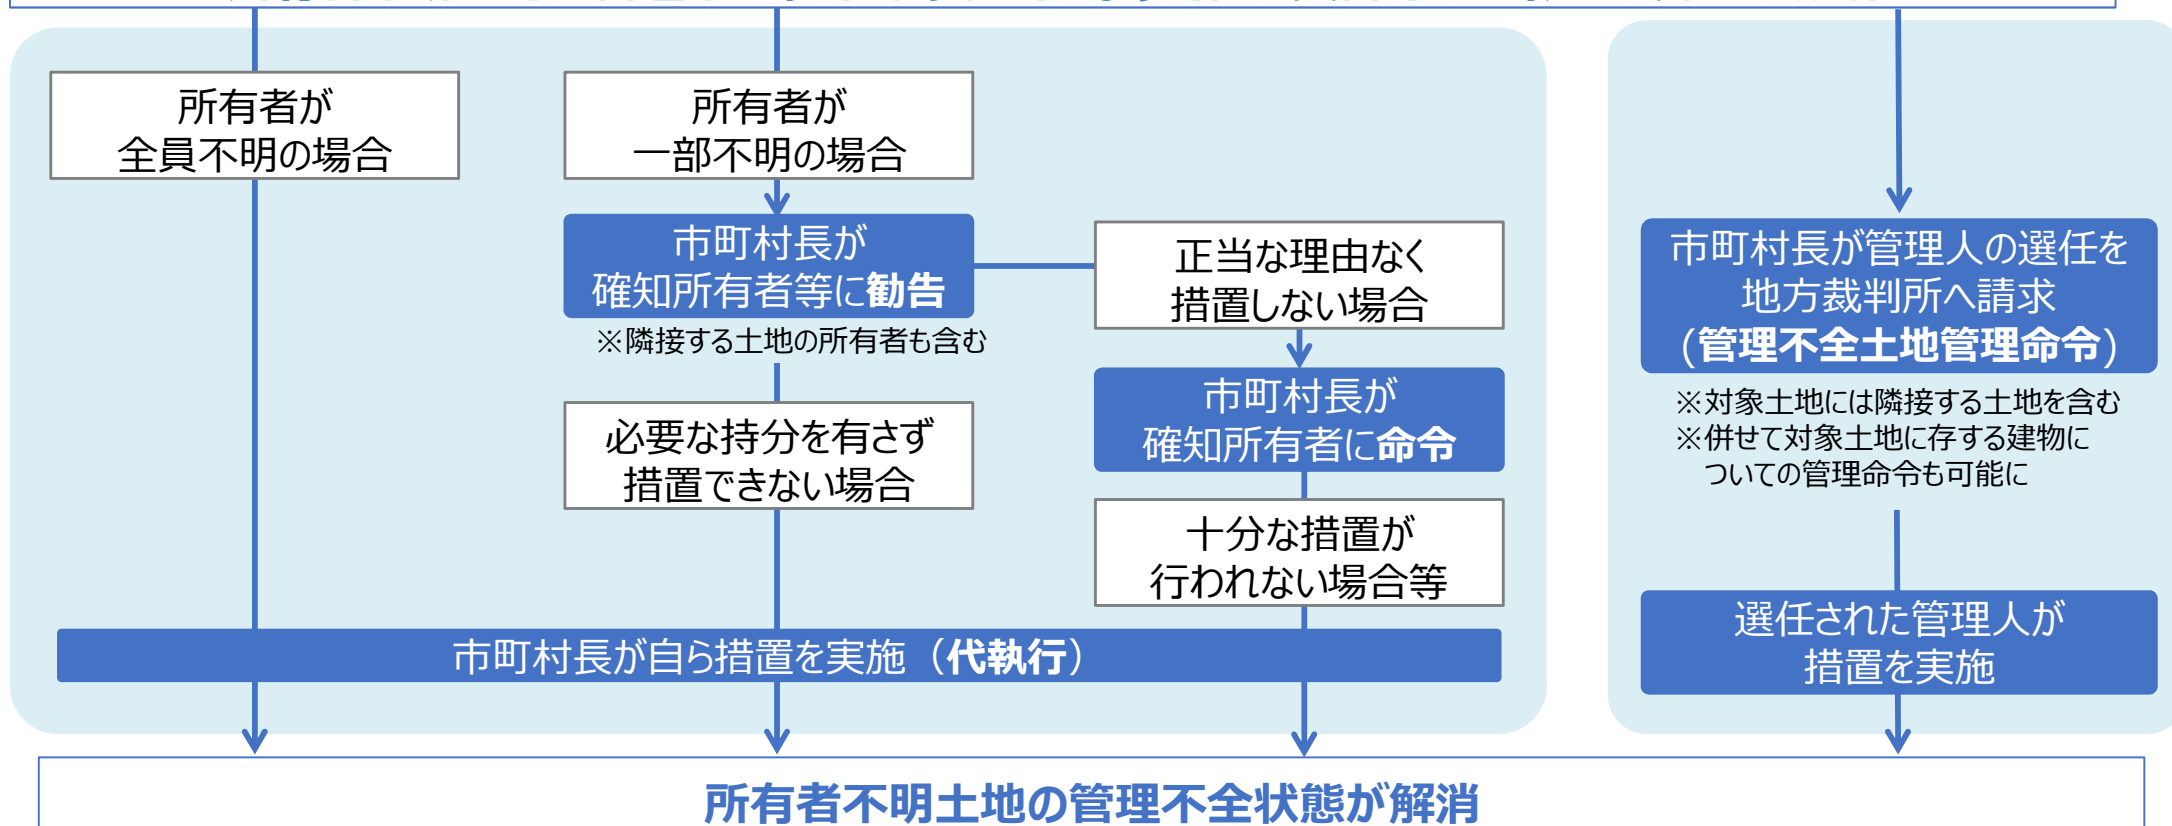 所有者が
全員不明の場合
所有者が
一部不明の場合
市町村長が
確知所有者等に勧告
※隣接する土地の所有者も含む
必要な持分を有さず
措置できない場合
正当な理由なく
措置しない場合
市町村長が
確知所有者に命令
十分な措置が
行われない場合等
市町村長が自ら措置を実施（代執行）
市町村長が管理人の選任を
地方裁判所へ請求
(管理不全土地管理命令)
※対象土地には隣接する土地を含む
※併せて対象土地に存する建物に
ついての管理命令も可能に
選任された管理人が
措置を実施
所有者不明土地の管理不全状態が解消